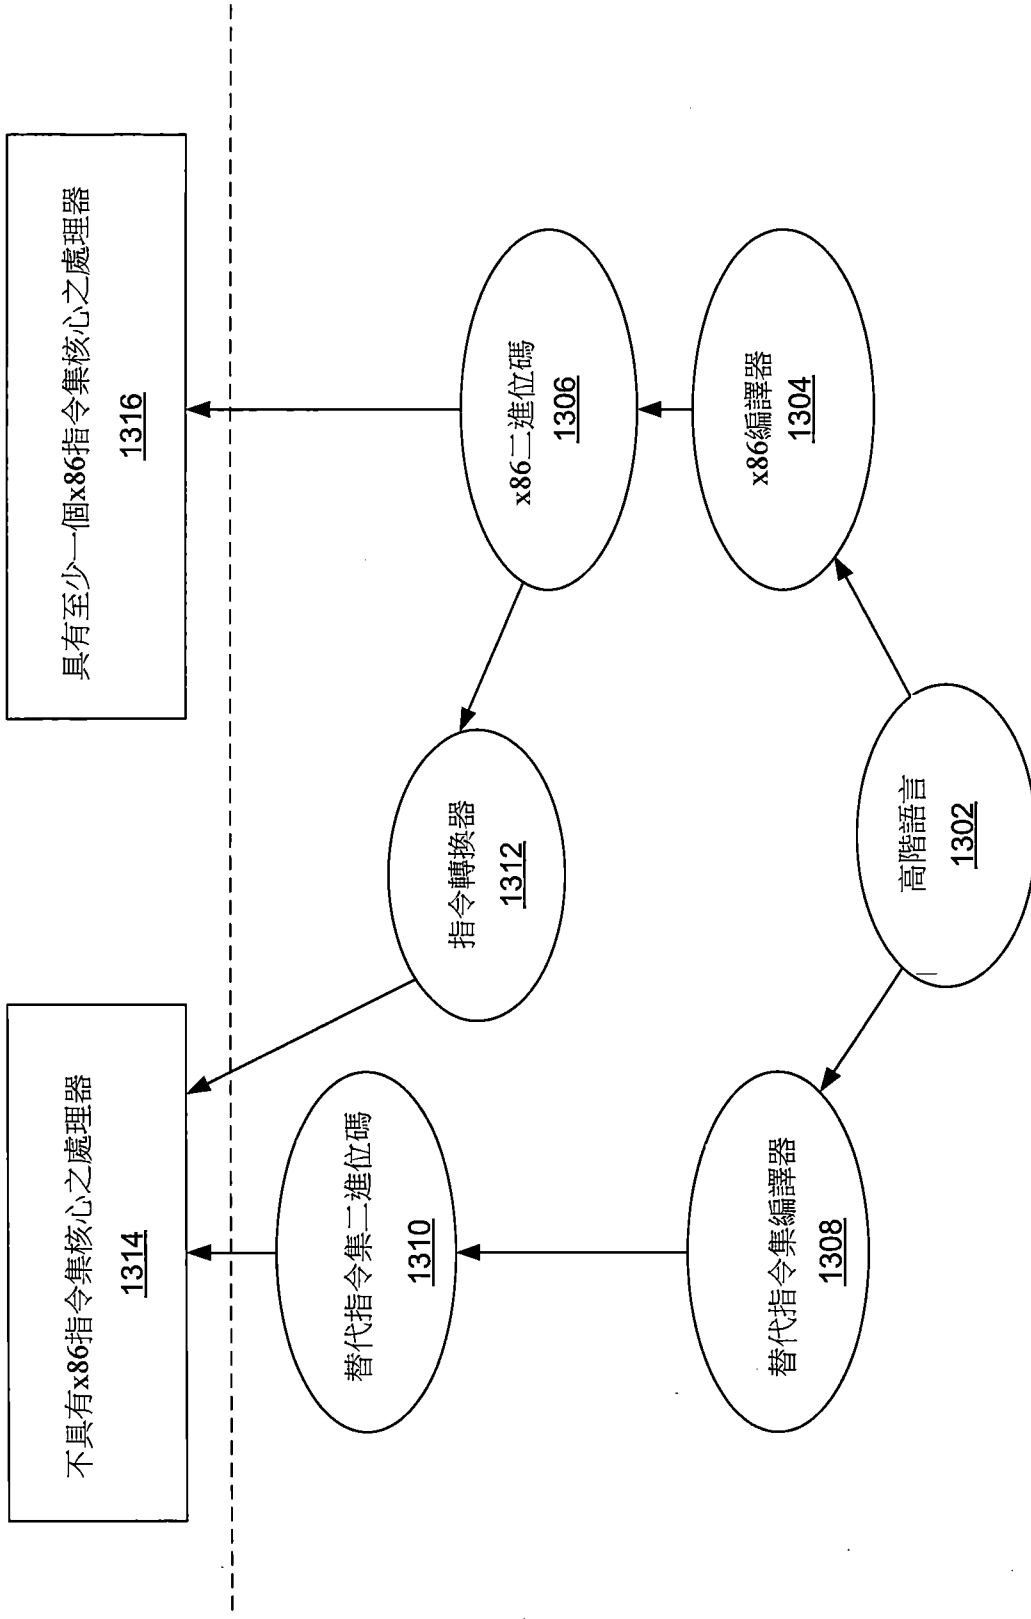 高階語言
1302
x86編譯器
1304
x86二進位碼
1306
替代指令集編譯器
1308
替代指令集二進位碼
1310
指令轉換器
1312
不具有x86指令集核心之處理器
1314
具有至少一個x86指令集核心之處理器
1316